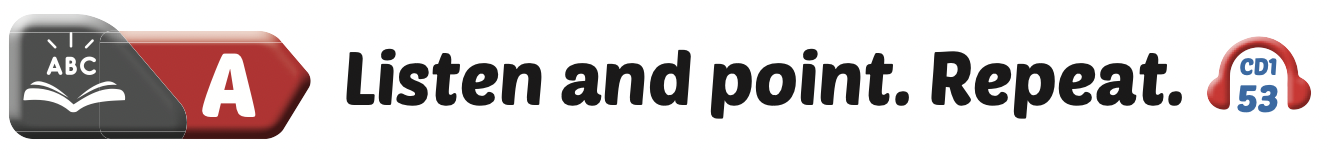 ABC
A Listen and point. Repeat. CD1
53